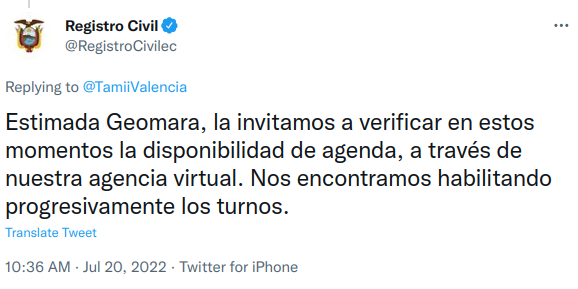 Registro Civil
@RegistroCivilec
Replying to @TamiiValencia
Estimada Geomara, la invitamos a verificar en estos
momentos la disponibilidad de agenda, a través de
nuestra agencia virtual. Nos encontramos habilitando
progresivamente los turnos.
Translate Tweet
10:36 AM · Jul 20, 2022 · Twitter for iPhone